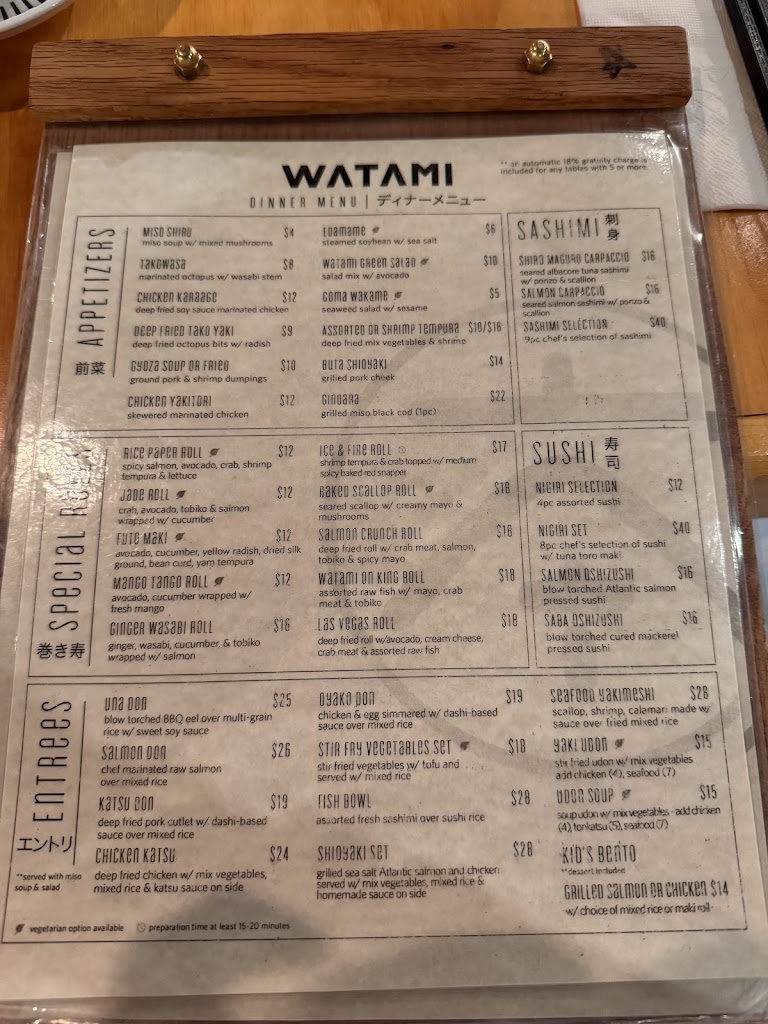 WATAMI
DINNER MENU | ディナーメニュー
** an automatic 18% gratuity charge is
included for any tables with 5 or more.
APPETIZERS
前菜
MISO SHIRU $4
miso soup w/ mixed mushrooms
TAKOWASA $8
marinated octopus w/ wasabi stem
CHICKEN KARAAGE $12
deep fried soy sauce marinated chicken
DEEP FRIED TAKO YAKI $9
deep fried octopus bits w/ radish
GYOZA SOUP OR FRIED $10
ground pork & shrimp dumpings
CHICKEN YAKITORI $12
skewered marinated chicken
EDAMAME $6
steamed soybean w/ sea salt
WATAMI GREEN SALAD $10
salad mix w/ avocado
GOMA WAKAME $5
seaweed salad w/ sesame
ASSORTED OR SHRIMP TEMPURA $10/$16
deep fried mix vegetables & shrimp
BUTA SHIOYAKI $14
grilled pork cheek
GINDARA $22
grilled miso black cod (1pc)
SASHIMI 刺身
SHIRO MAGURO CARPACCIO $16
seared albacore tuna sashimi
w/ ponzo & scallion
SALMON CARPACCIO $16
seared salmon sashimi w/ ponzo &
scallion
SASHIMI SELECTION $40
9pc chef's selection of sashimi
SPECIAL ROLLS
巻き寿
RICE PAPER ROLL $12
spicy salmon, avocado, crab, shrimp
tempura & lettuce
JADE ROLL $12
crab, avocado, tobiko & salmon
wrapped w/ cucumber
FUTE MAKI $12
avocado, cucumber, yellow radish, dried silk
ground, bean curd, yam tempura
MANGO TANGO ROLL $12
avocado, cucumber wrapped w/
fresh mango
GINGER WASABI ROLL $16
ginger, wasabi, cucumber, & tobiko
wrapped w/ salmon
ICE & FIRE ROLL $17
shrimp tempura & crab topped w/ medium
spicy baked red snapper
BAKED SCALLOP ROLL $18
seared scallop w/ creamy mayo &
mushrooms
SALMON CRUNCH ROLL $18
deep fried roll w/ crab meat, salmon,
tobiko & spicy mayo
WATAMI ON KING ROLL $18
assorted raw fish w/ mayo, crab
meat & tobiko
LAS VEGAS ROLL $18
deep fried roll w/avocado, cream cheese,
crab meat & assorted raw fish
SUSHI 寿司
NIGIRI SELECTION $12
4pc assorted sushi
NIGIRI SET $40
8pc chef's selection of sushi
w/ tuna toro maki
SALMON OSHIZUSHI $16
blow torched Atlantic salmon
pressed sushi
SABA OSHIZUSHI $16
blow torched cured mackerel
pressed sushi
ENTREES
エントリ
**served with miso
soup & salad
UNA DON $25
blow torched BBQ eel over multi-grain
rice w/ sweet soy sauce
SALMON DON $26
chef marinated raw salmon
over mixed rice
KATSU DON $19
deep fried pork cutlet w/ dashi-based
sauce over mixed rice
CHICKEN KATSU $24
deep fried chicken w/ mix vegetables,
mixed rice & katsu sauce on side
OYAKO DON $19
chicken & egg simmered w/ dashi-based
sauce over mixed rice
STIR FRY VEGETABLES SET $18
stir fried vegetables w/ tofu and
served w/ mixed rice
FISH BOWL $28
assorted fresh sashimi over sushi rice
SHIOYAKI SET $28
grilled sea salt Atlantic salmon and chicken
served w/ mix vegetables, mixed rice &
homemade sauce on side
SEAFOOD YAKIMESHI $28
scallop, shrimp, calamari made w/
sauce over fried mixed rice
YAKI UDON $15
stir fried udon w/ mix vegetables
add chicken (4), seafood (7)
UDON SOUP $15
soup udon w/ mix vegetables - add chicken
(4), tonkatsu (5), seafood (7)
KID'S BENTO
**dessert included
GRILLED SALMON OR CHICKEN $14
w/ choice of mixed rice or maki roll
vegetarian option available preparation time at least 15-20 minutes